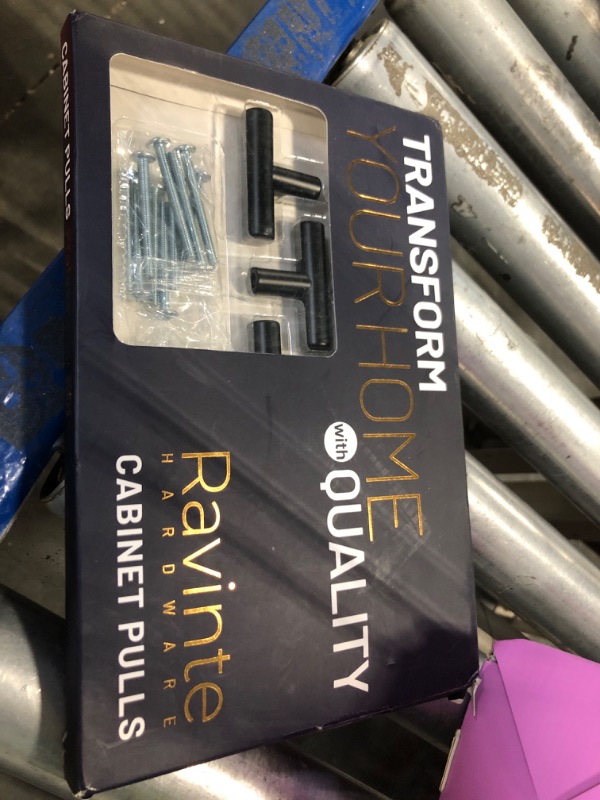 TRANSFORM
YOUR HOME
with QUALITY
Ravinte
HARDWARE
CABINET PULLS
CABINET PULLS